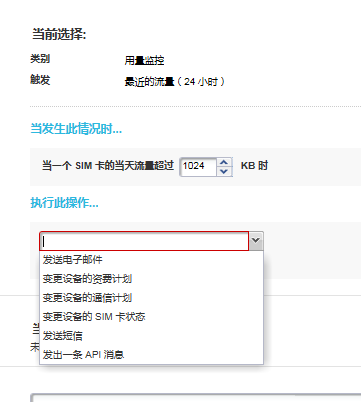 当前选择:
类别 用量监控
触发 最近的流量（24 小时）
当发生此情况时...
当一个 SIM 卡的当天流量超过 1024 KB 时
执行此操作...
发送电子邮件
变更设备的资费计划
变更设备的通信计划
变更设备的 SIM 卡状态
发送短信
发出一条 API 消息